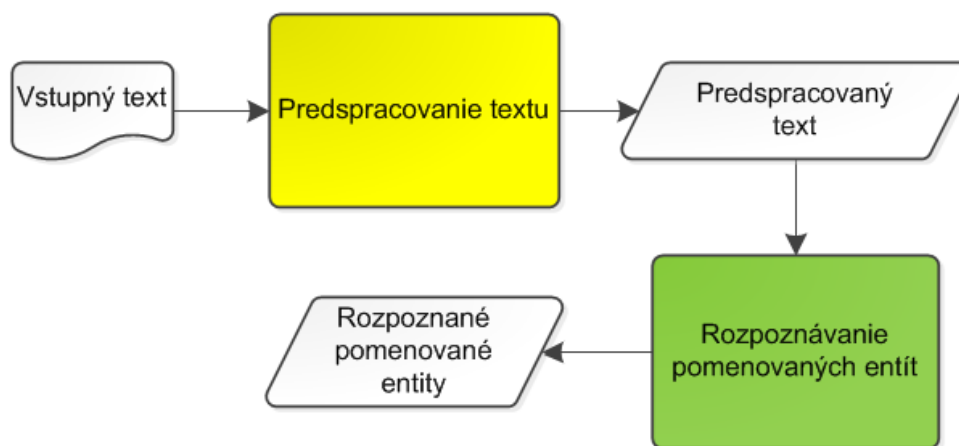 Vstupný text
Predspracovanie textu
Predspracovaný
text
Rozpoznávanie
pomenovaných entít
Rozpoznané
pomenované
entity